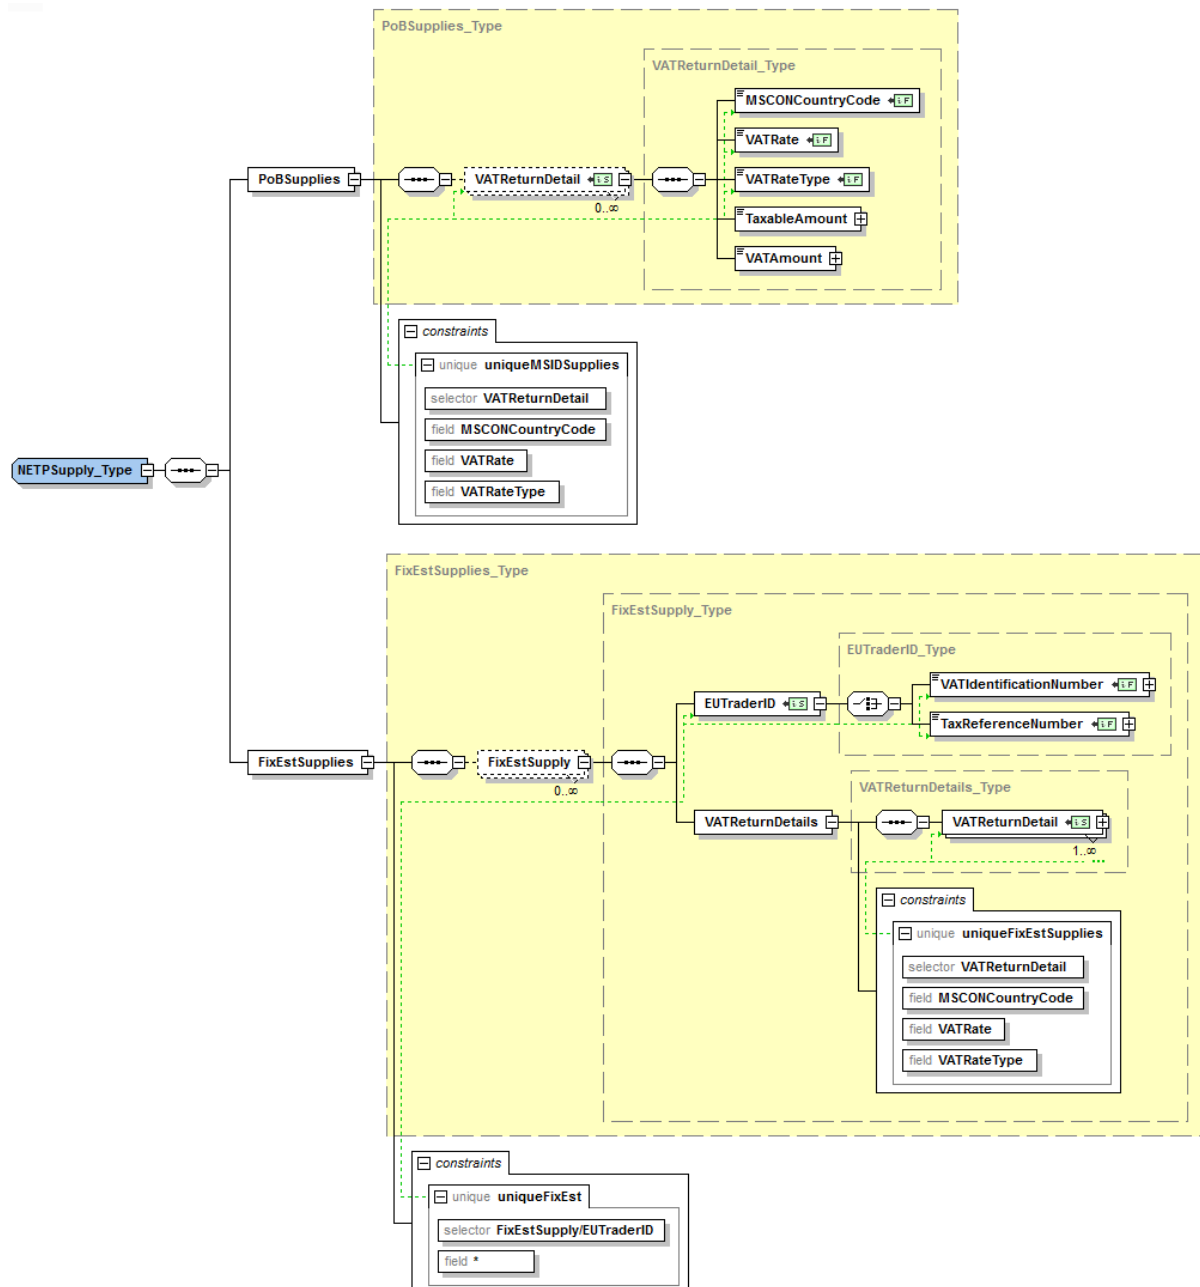 PoBSupplies_Type
VATReturnDetail_Type
MSCONCountryCode
VATRate
PoBSupplies
VATReturnDetail
VATRateType
0..∞
TaxableAmount
VATAmount
constraints
unique uniqueMSIDSupplies
selector VATReturnDetail
field MSCONCountryCode
field VATRate
field VATRateType
NETPSupply_Type
FixEstSupplies_Type
FixEstSupply_Type
EUTraderID_Type
VATIdentificationNumber
EUTraderID
TaxReferenceNumber
FixEstSupplies
FixEstSupply
0..∞
VATReturnDetails_Type
VATReturnDetails
VATReturnDetail
1..∞
constraints
unique uniqueFixEstSupplies
selector VATReturnDetail
field MSCONCountryCode
field VATRate
field VATRateType
constraints
unique uniqueFixEst
selector FixEstSupply/EUTraderID
field *